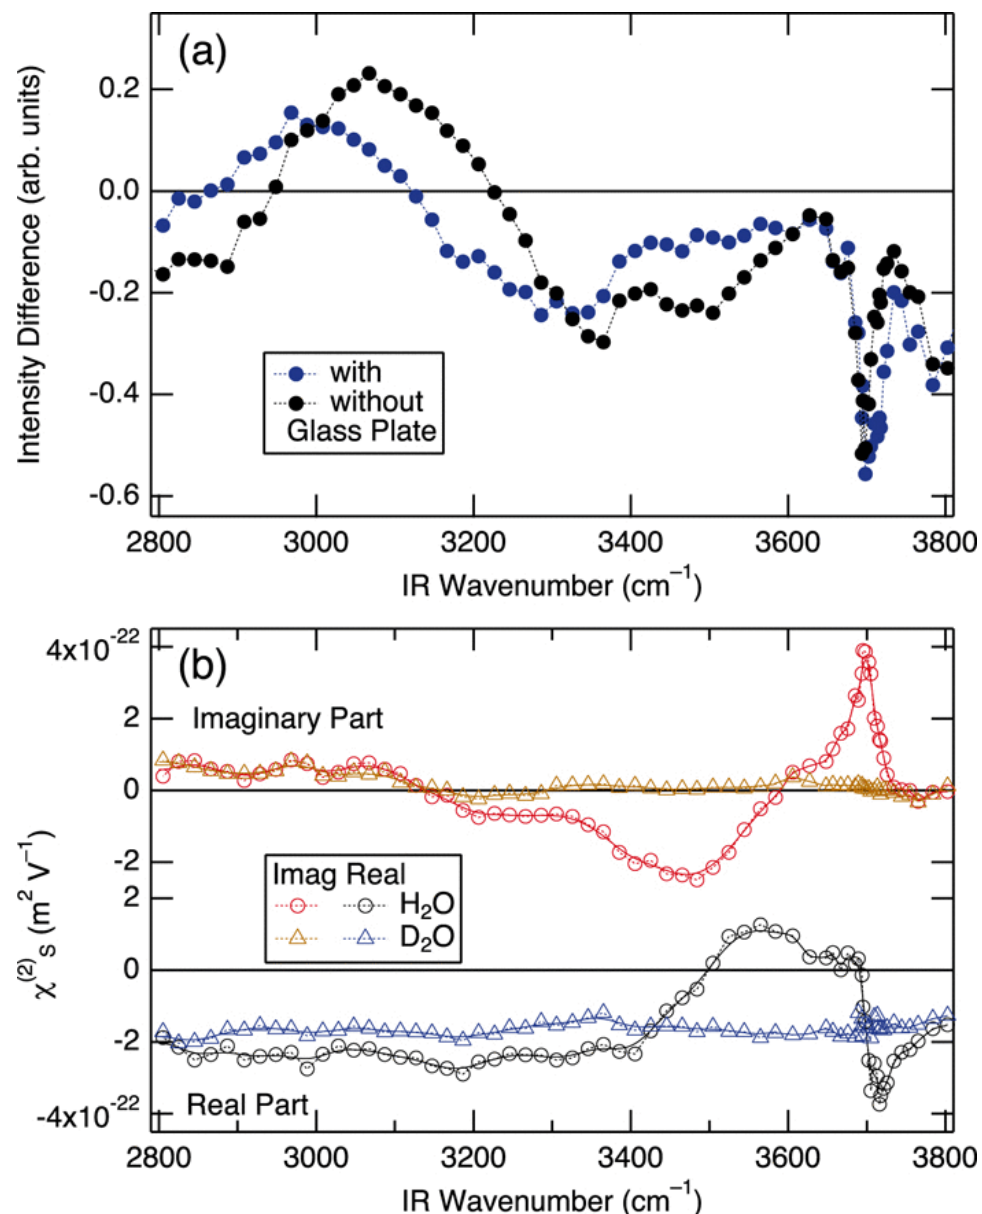 (a)
Intensity Difference (arb. units)
0.2
0.0
-0.2
-0.4
-0.6
with
without
Glass Plate
2800
3000
3200
3400
3600
3800
IR Wavenumber (cm⁻¹)
(b)
χ⁽²⁾ₛ (m² V⁻¹)
4x10⁻²²
2
0
-2
2
0
-2
-4x10⁻²²
Imaginary Part
Imag Real
H₂O
D₂O
Real Part
2800
3000
3200
3400
3600
3800
IR Wavenumber (cm⁻¹)